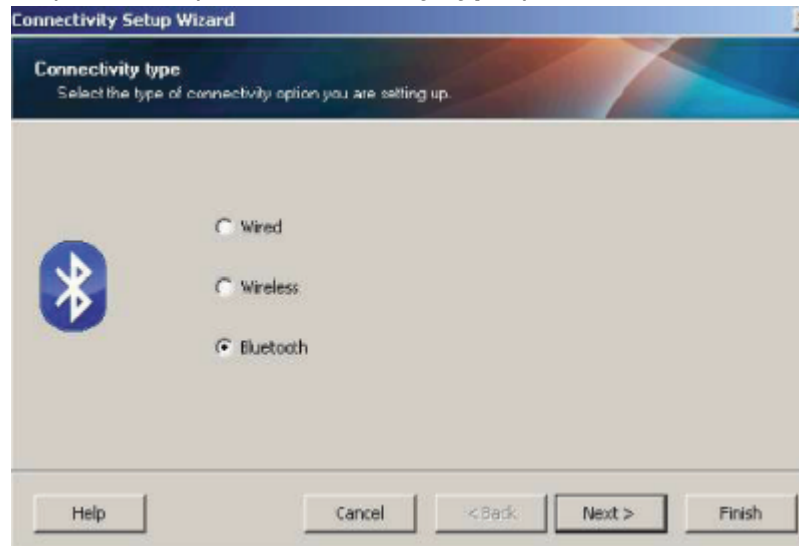 Connectivity Setup Wizard
Connectivity type
Select the type of connectivity option you are setting up.
Wired
Wireless
Bluetooth
Help Cancel < Back Next > Finish